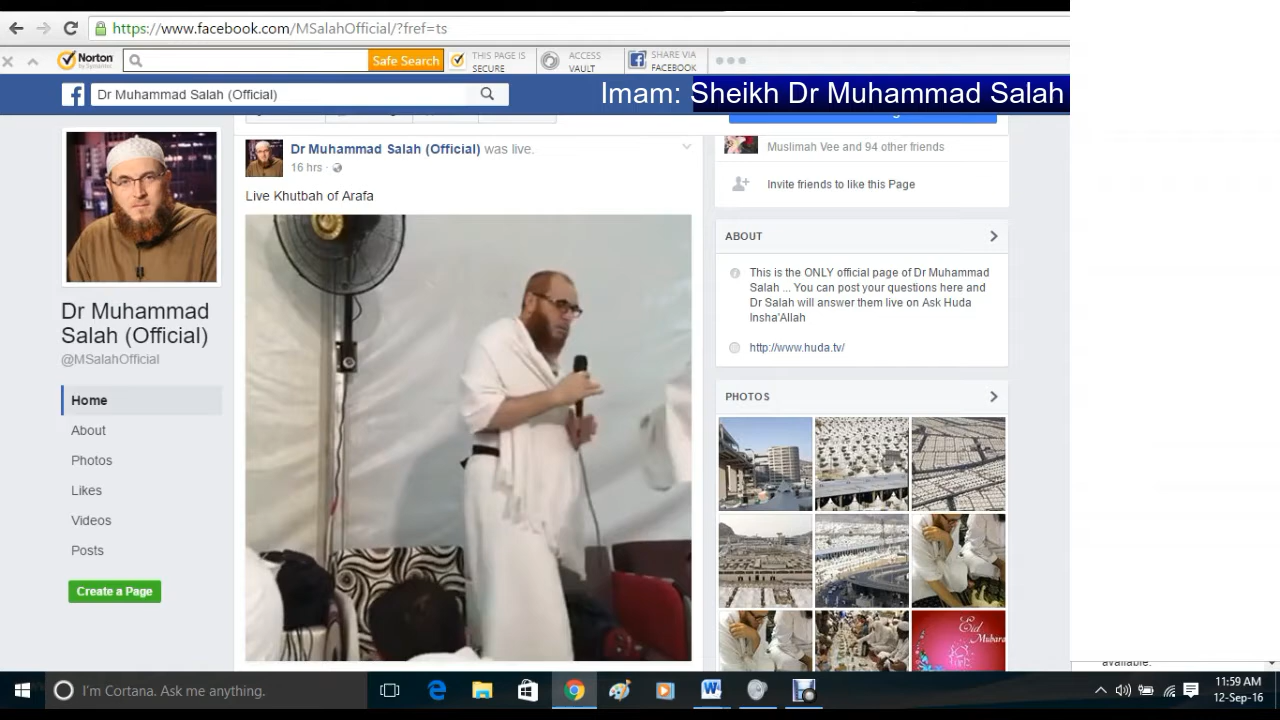 https://www.facebook.com/MSalahOfficial/?fref=ts
Norton
by Symantec
Safe Search
THIS PAGE IS
SECURE
ACCESS
VAULT
SHARE VIA
FACEBOOK
Dr Muhammad Salah (Official)
Imam: Sheikh Dr Muhammad Salah
Dr Muhammad
Salah (Official)
@MSalahOfficial
Home
About
Photos
Likes
Videos
Posts
Create a Page
Dr Muhammad Salah (Official) was live.
16 hrs ·
Live Khutbah of Arafa
Muslimah Vee and 94 other friends
Invite friends to like this Page
ABOUT
This is the ONLY official page of Dr Muhammad
Salah ... You can post your questions here and
Dr Salah will answer them live on Ask Huda
Insha'Allah
http://www.huda.tv/
PHOTOS
Eid
Mubara
available.
I'm Cortana. Ask me anything.
11:59 AM
12-Sep-16